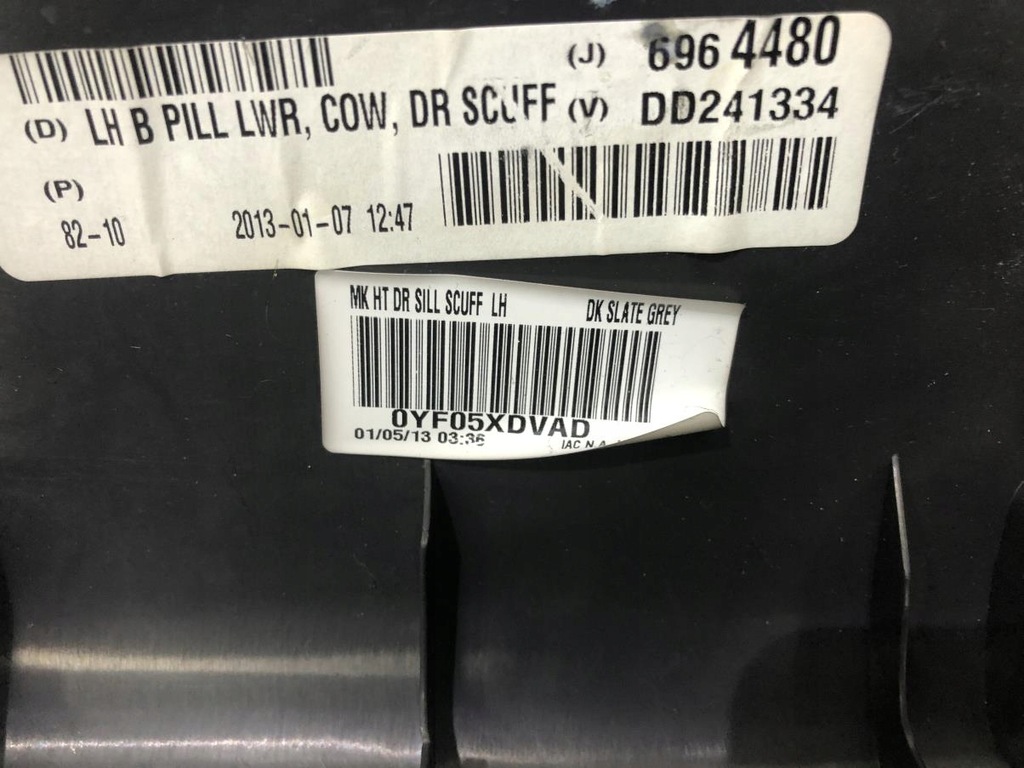 (J) 696 4480
(D) LH B PILL LWR, COW, DR SCUFF (V) DD241334
(P)
82-10 2013-01-07 12:47
MK HT DR SILL SCUFF LH DK SLATE GREY
0YF05XDVAD
01/05/13 03:36 IAC N.A.